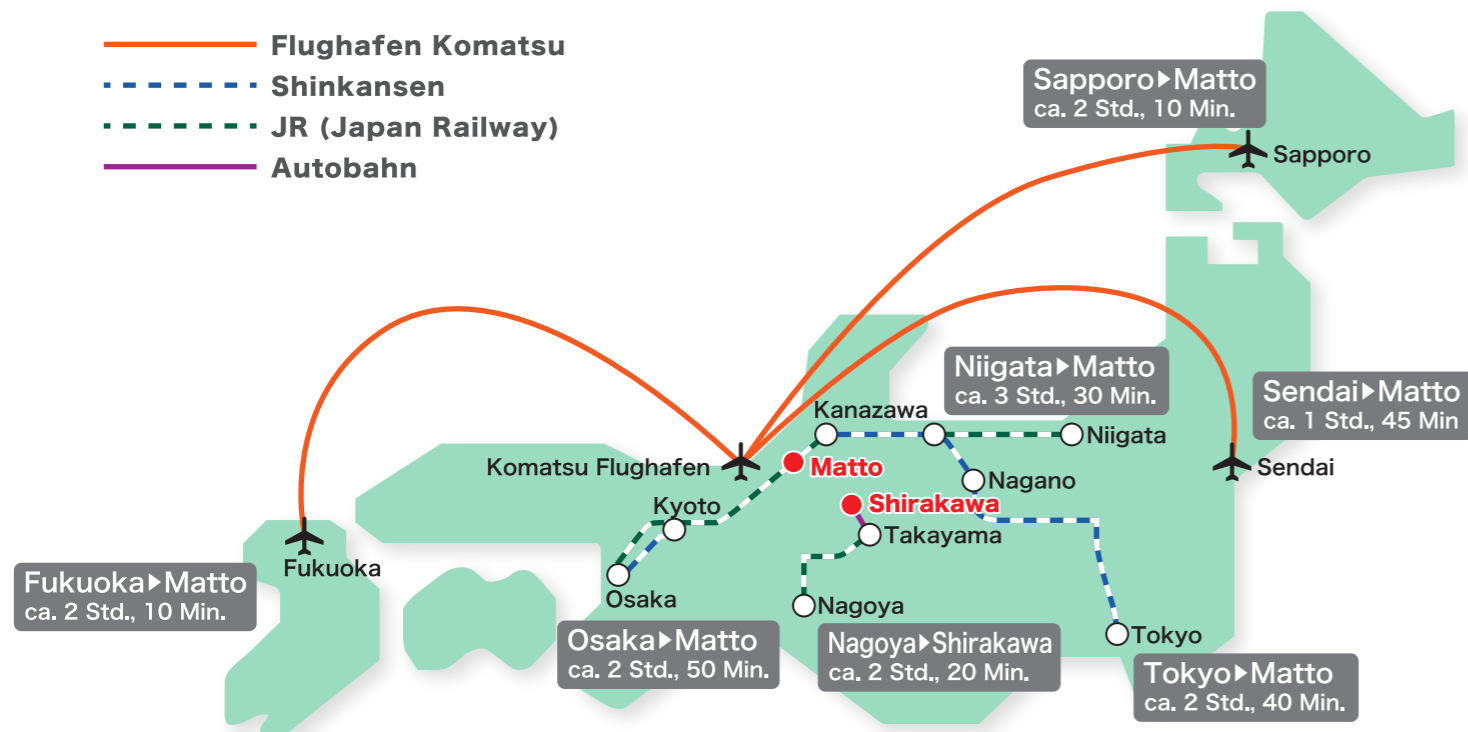 Flughafen Komatsu
Shinkansen
JR (Japan Railway)
Autobahn
Sapporo▶Matto
ca. 2 Std., 10 Min.
Sapporo
Niigata▶Matto
ca. 3 Std., 30 Min.
Sendai▶Matto
ca. 1 Std., 45 Min
Kanazawa
Niigata
Komatsu Flughafen
Matto
Nagano
Sendai
Kyoto
Shirakawa
Takayama
Fukuoka
Fukuoka▶Matto
ca. 2 Std., 10 Min.
Osaka
Nagoya
Tokyo
Osaka▶Matto
ca. 2 Std., 50 Min.
Nagoya▶Shirakawa
ca. 2 Std., 20 Min.
Tokyo▶Matto
ca. 2 Std., 40 Min.